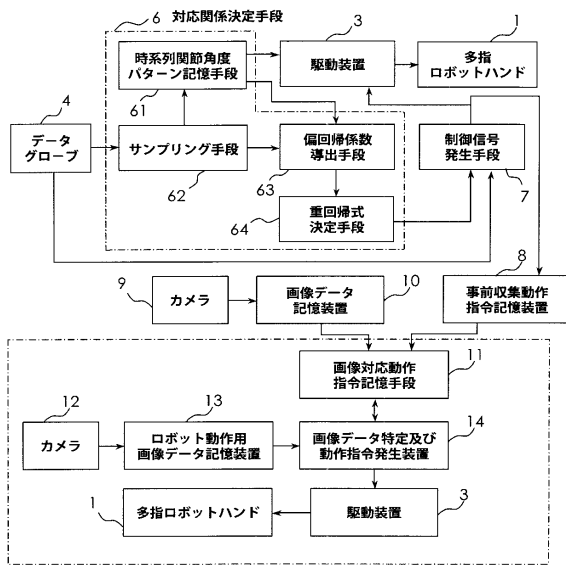 6 対応関係決定手段
3
1
時系列関節角度
パターン記憶手段
駆動装置
多指
ロボットハンド
61
4
データ
グローブ
サンプリング手段
偏回帰係数
導出手段
制御信号
発生手段
62
63
7
重回帰式
決定手段
64
8
9
カメラ
画像データ
記憶装置
10
事前収集動作
指令記憶装置
画像対応動作
指令記憶手段
11
12
13
14
カメラ
ロボット動作用
画像データ記憶装置
画像データ特定及び
動作指令発生装置
1
多指ロボットハンド
駆動装置
3